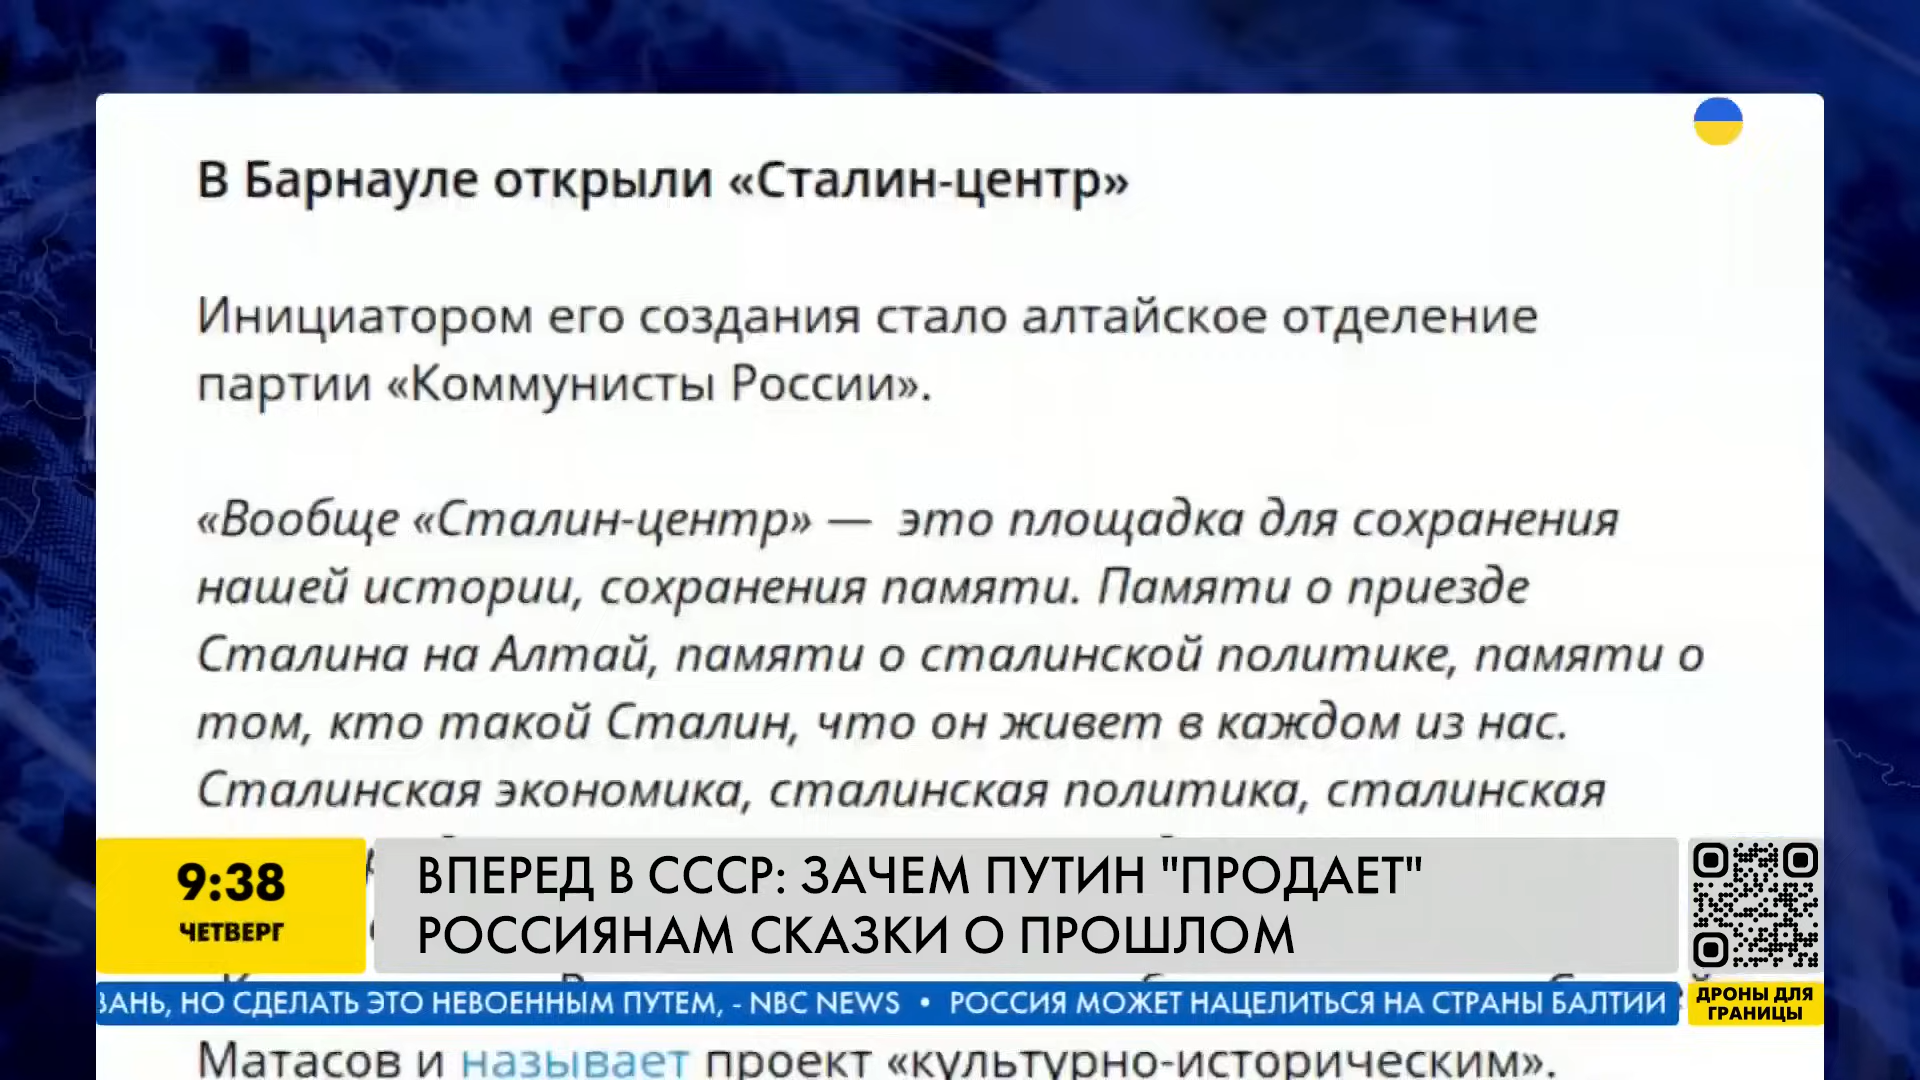 В Барнауле открыли «Сталин-центр»
Инициатором его создания стало алтайское отделение
партии «Коммунисты России».
«Вообще «Сталин-центр» — это площадка для сохранения
нашей истории, сохранения памяти. Памяти о приезде
Сталина на Алтай, памяти о сталинской политике, памяти о
том, кто такой Сталин, что он живет в каждом из нас.
Сталинская экономика, сталинская политика, сталинская
9:38
ЧЕТВЕРГ
ВПЕРЕД В СССР: ЗАЧЕМ ПУТИН "ПРОДАЕТ"
РОССИЯНАМ СКАЗКИ О ПРОШЛОМ
ВАНЬ, НО СДЕЛАТЬ ЭТО НЕВОЕННЫМ ПУТЕМ, - NBC NEWS • РОССИЯ МОЖЕТ НАЦЕЛИТЬСЯ НА СТРАНЫ БАЛТИИ
ДРОНЫ ДЛЯ
ГРАНИЦЫ
Матасов и называет проект «культурно-историческим».